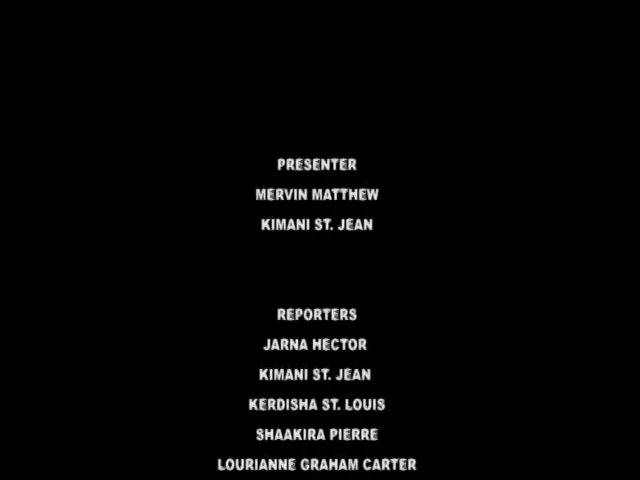 PRESENTER
MERVIN MATTHEW
KIMANI ST. JEAN
REPORTERS
JARNA HECTOR
KIMANI ST. JEAN
KERDISHA ST. LOUIS
SHAAKIRA PIERRE
LOURIANNE GRAHAM CARTER